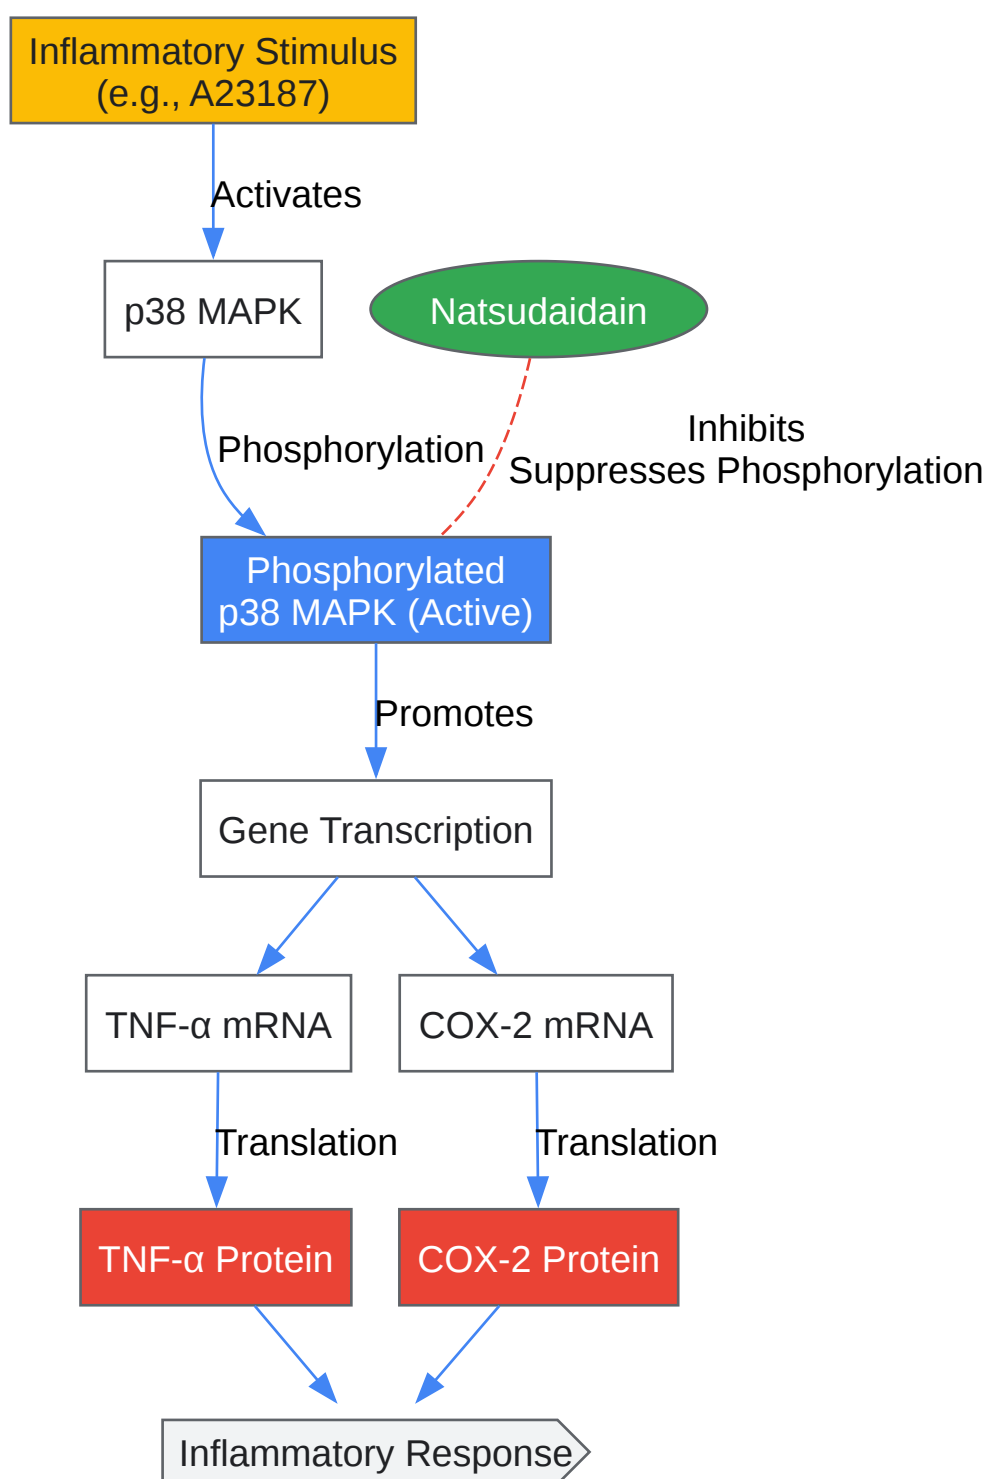 Inflammatory Stimulus
(e.g., A23187)
Activates
p38 MAPK
Natsudaidain
Phosphorylation
Inhibits
Suppresses Phosphorylation
Phosphorylated
p38 MAPK (Active)
Promotes
Gene Transcription
TNF-α mRNA
COX-2 mRNA
Translation
Translation
TNF-α Protein
COX-2 Protein
Inflammatory Response